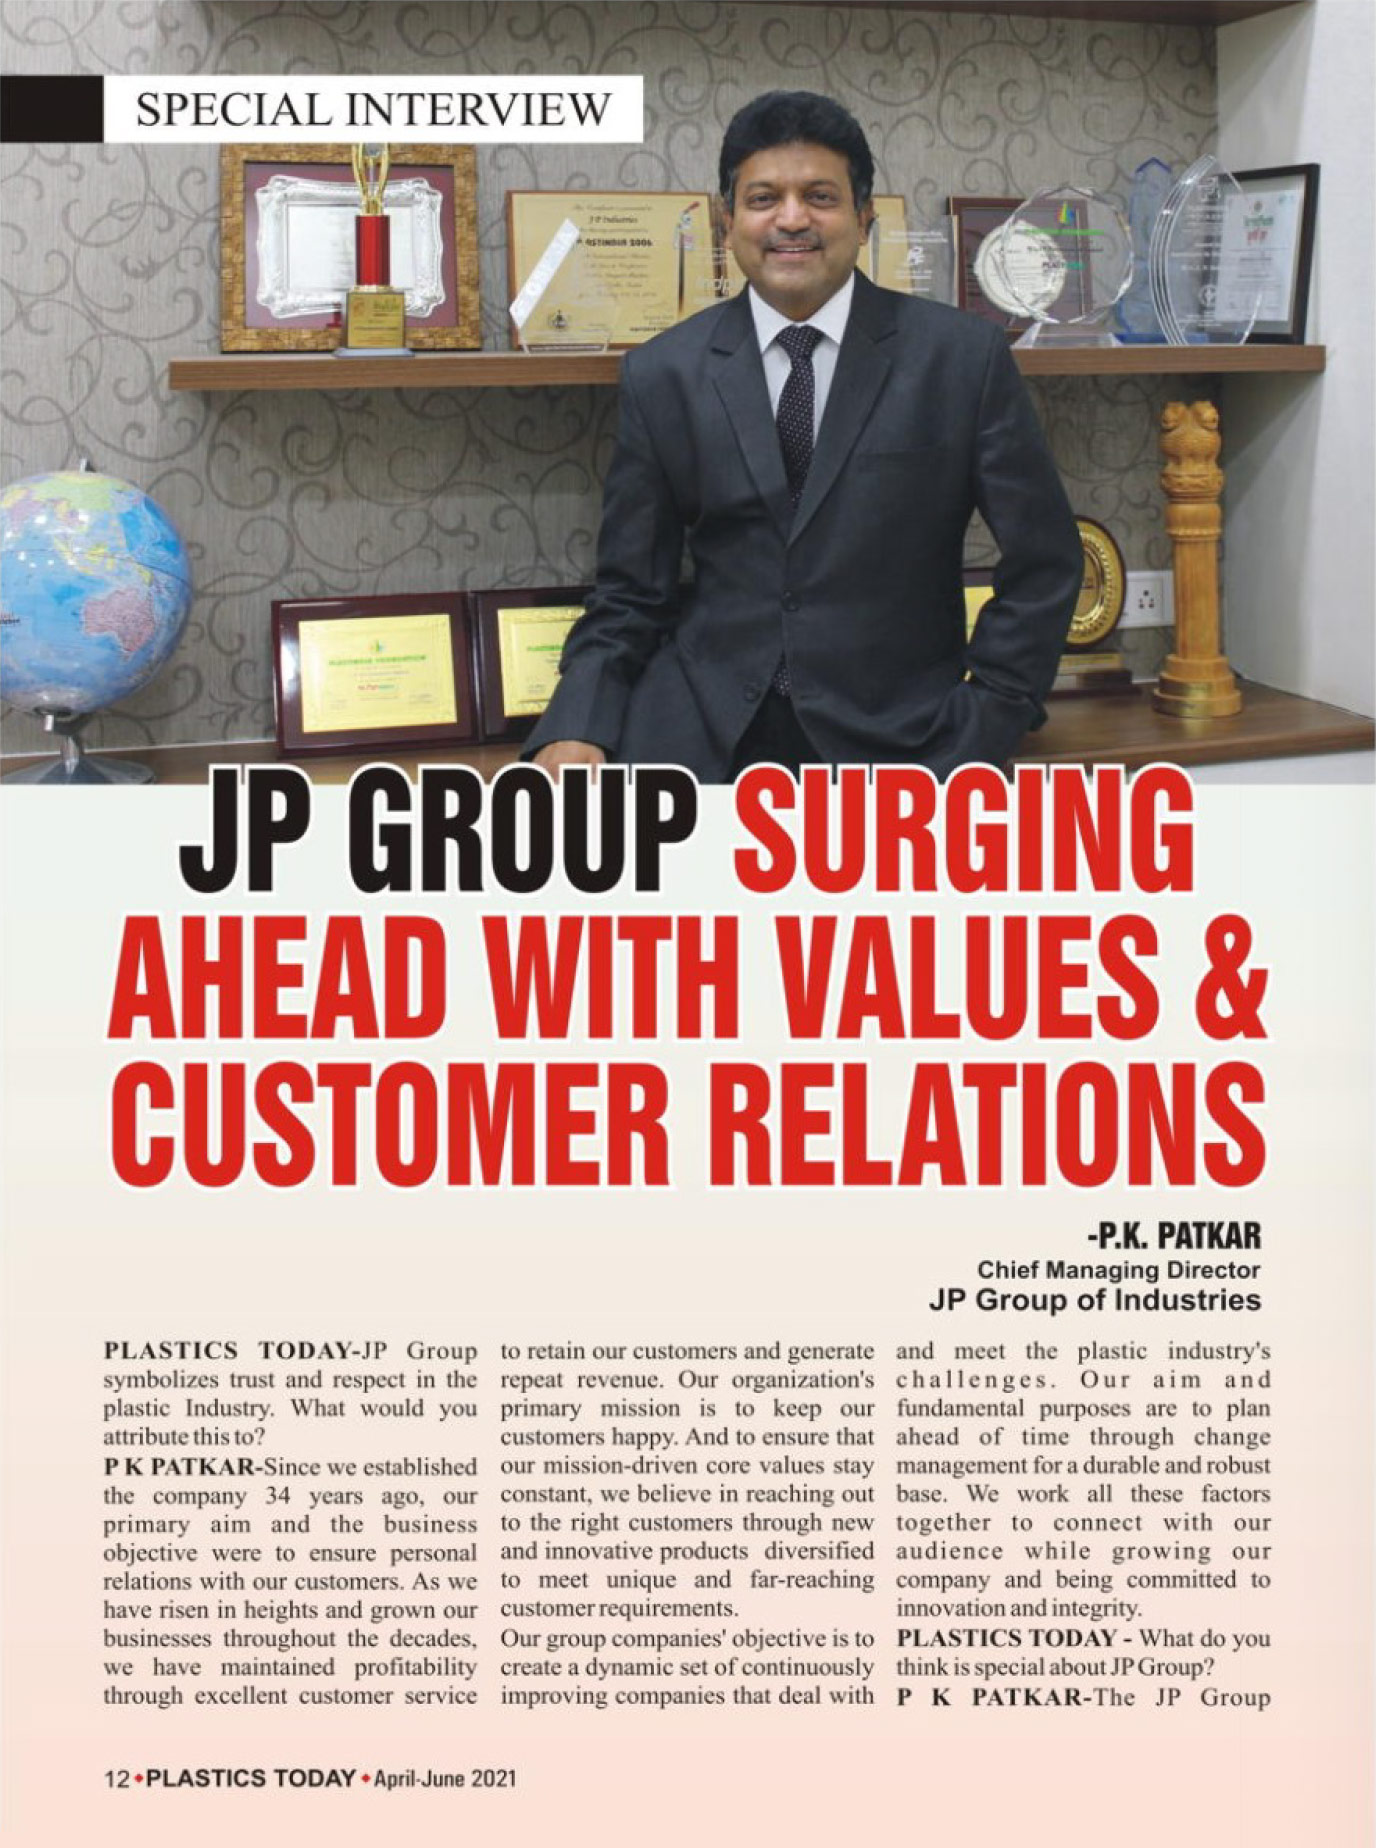 SPECIAL INTERVIEW
J P Industries
PLASTINDIA FOUNDATION
JP GROUP SURGING
AHEAD WITH VALUES &
CUSTOMER RELATIONS
-P.K. PATKAR
Chief Managing Director
JP Group of Industries
PLASTICS TODAY-JP Group
symbolizes trust and respect in the
plastic Industry. What would you
attribute this to?
P K PATKAR-Since we established
the company 34 years ago, our
primary aim and the business
objective were to ensure personal
relations with our customers. As we
have risen in heights and grown our
businesses throughout the decades,
we have maintained profitability
through excellent customer service
to retain our customers and generate
repeat revenue. Our organization's
primary mission is to keep our
customers happy. And to ensure that
our mission-driven core values stay
constant, we believe in reaching out
to the right customers through new
and innovative products diversified
to meet unique and far-reaching
customer requirements.
Our group companies' objective is to
create a dynamic set of continuously
improving companies that deal with
and meet the plastic industry's
challenges. Our aim and
fundamental purposes are to plan
ahead of time through change
management for a durable and robust
base. We work all these factors
together to connect with our
audience while growing our
company and being committed to
innovation and integrity.
PLASTICS TODAY - What do you
think is special about JP Group?
P K PATKAR-The JP Group
12 ◆ PLASTICS TODAY ◆ April-June 2021